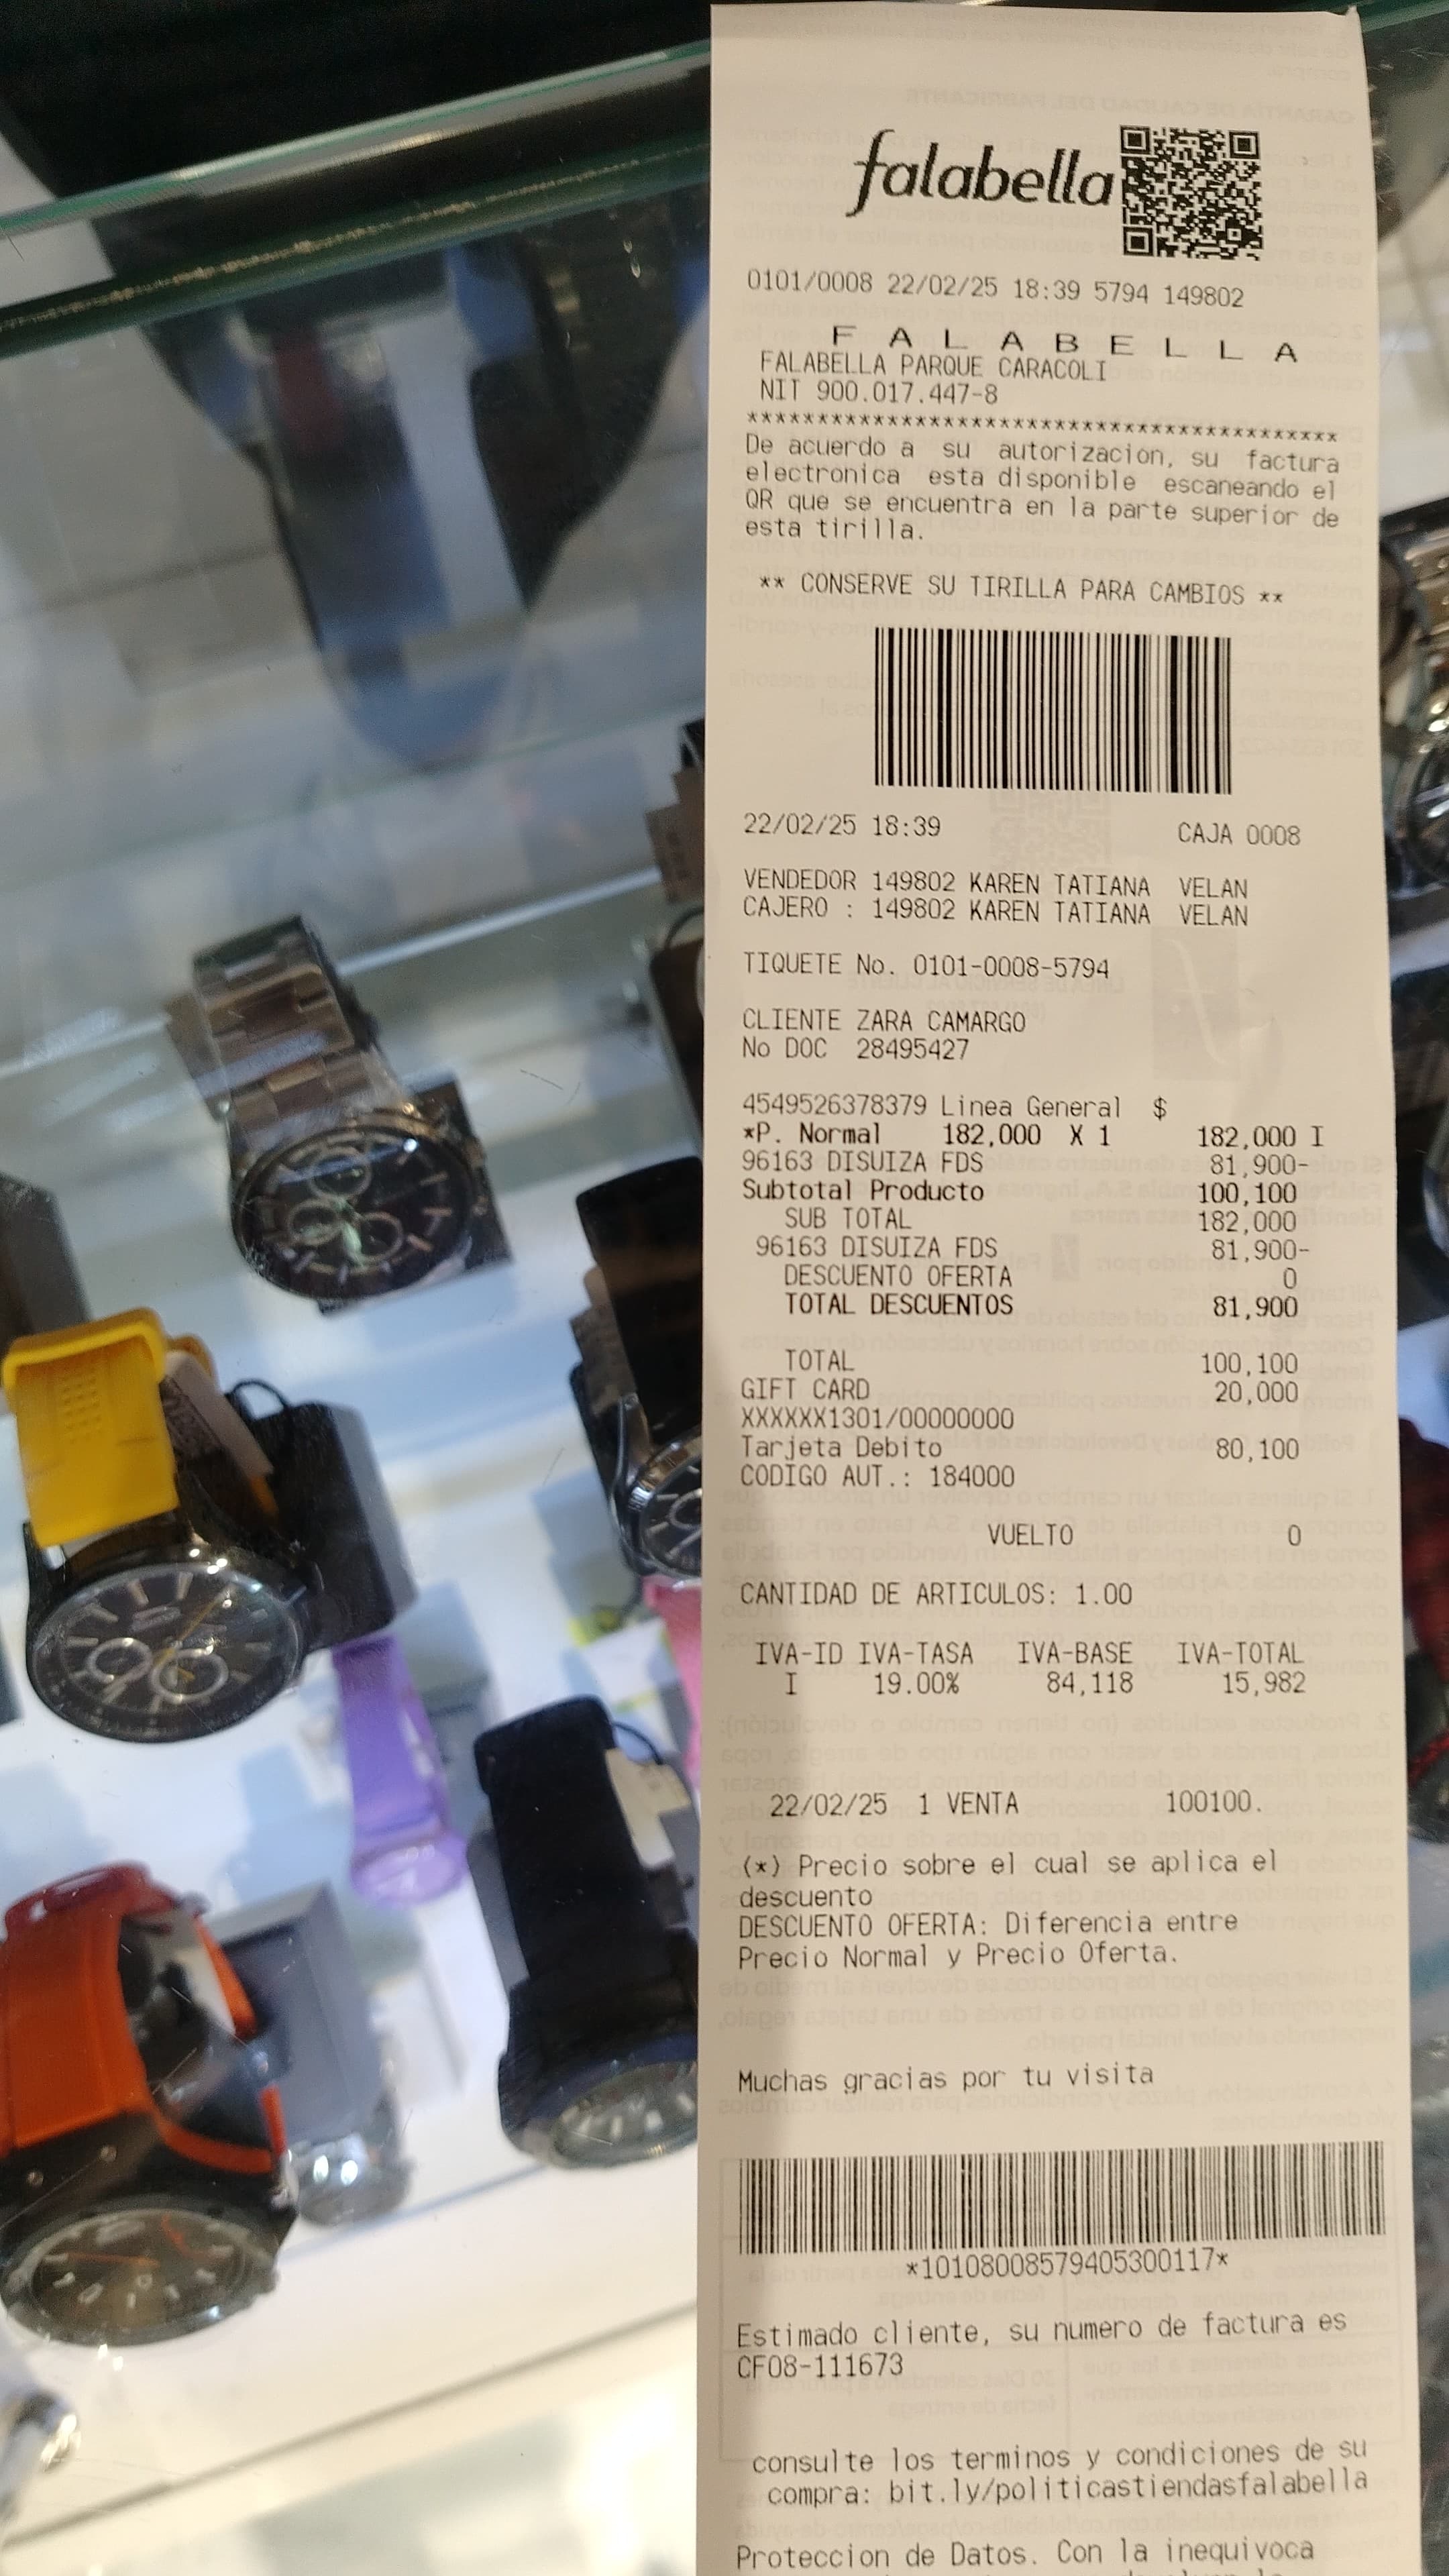 falabella
0101/0008 22/02/25 18:39 5794 149802
F A L A B E L L A
FALABELLA PARQUE CARACOLI
NIT 900.017.447-8
******************************************
De acuerdo a su autorizacion, su factura
electronica esta disponible escaneando el
QR que se encuentra en la parte superior de
esta tirilla.
** CONSERVE SU TIRILLA PARA CAMBIOS **
22/02/25 18:39 CAJA 0008
VENDEDOR 149802 KAREN TATIANA VELAN
CAJERO : 149802 KAREN TATIANA VELAN
TIQUETE No. 0101-0008-5794
CLIENTE ZARA CAMARGO
No DOC 28495427
4549526378379 Linea General $
*P. Normal 182,000 X 1 182,000 I
96163 DISUIZA FDS 81,900-
Subtotal Producto 100,100
SUB TOTAL 182,000
96163 DISUIZA FDS 81,900-
DESCUENTO OFERTA 0
TOTAL DESCUENTOS 81,900
TOTAL 100,100
GIFT CARD 20,000
XXXXXX1301/00000000
Tarjeta Debito 80,100
CODIGO AUT.: 184000
VUELTO 0
CANTIDAD DE ARTICULOS: 1.00
IVA-ID IVA-TASA IVA-BASE IVA-TOTAL
I 19.00% 84,118 15,982
22/02/25 1 VENTA 100100.
(*) Precio sobre el cual se aplica el
descuento
DESCUENTO OFERTA: Diferencia entre
Precio Normal y Precio Oferta.
Muchas gracias por tu visita
*10108008579405300117*
Estimado cliente, su numero de factura es
CF08-111673
consulte los terminos y condiciones de su
compra: bit.ly/politicastiendasfalabella
Proteccion de Datos. Con la inequivoca